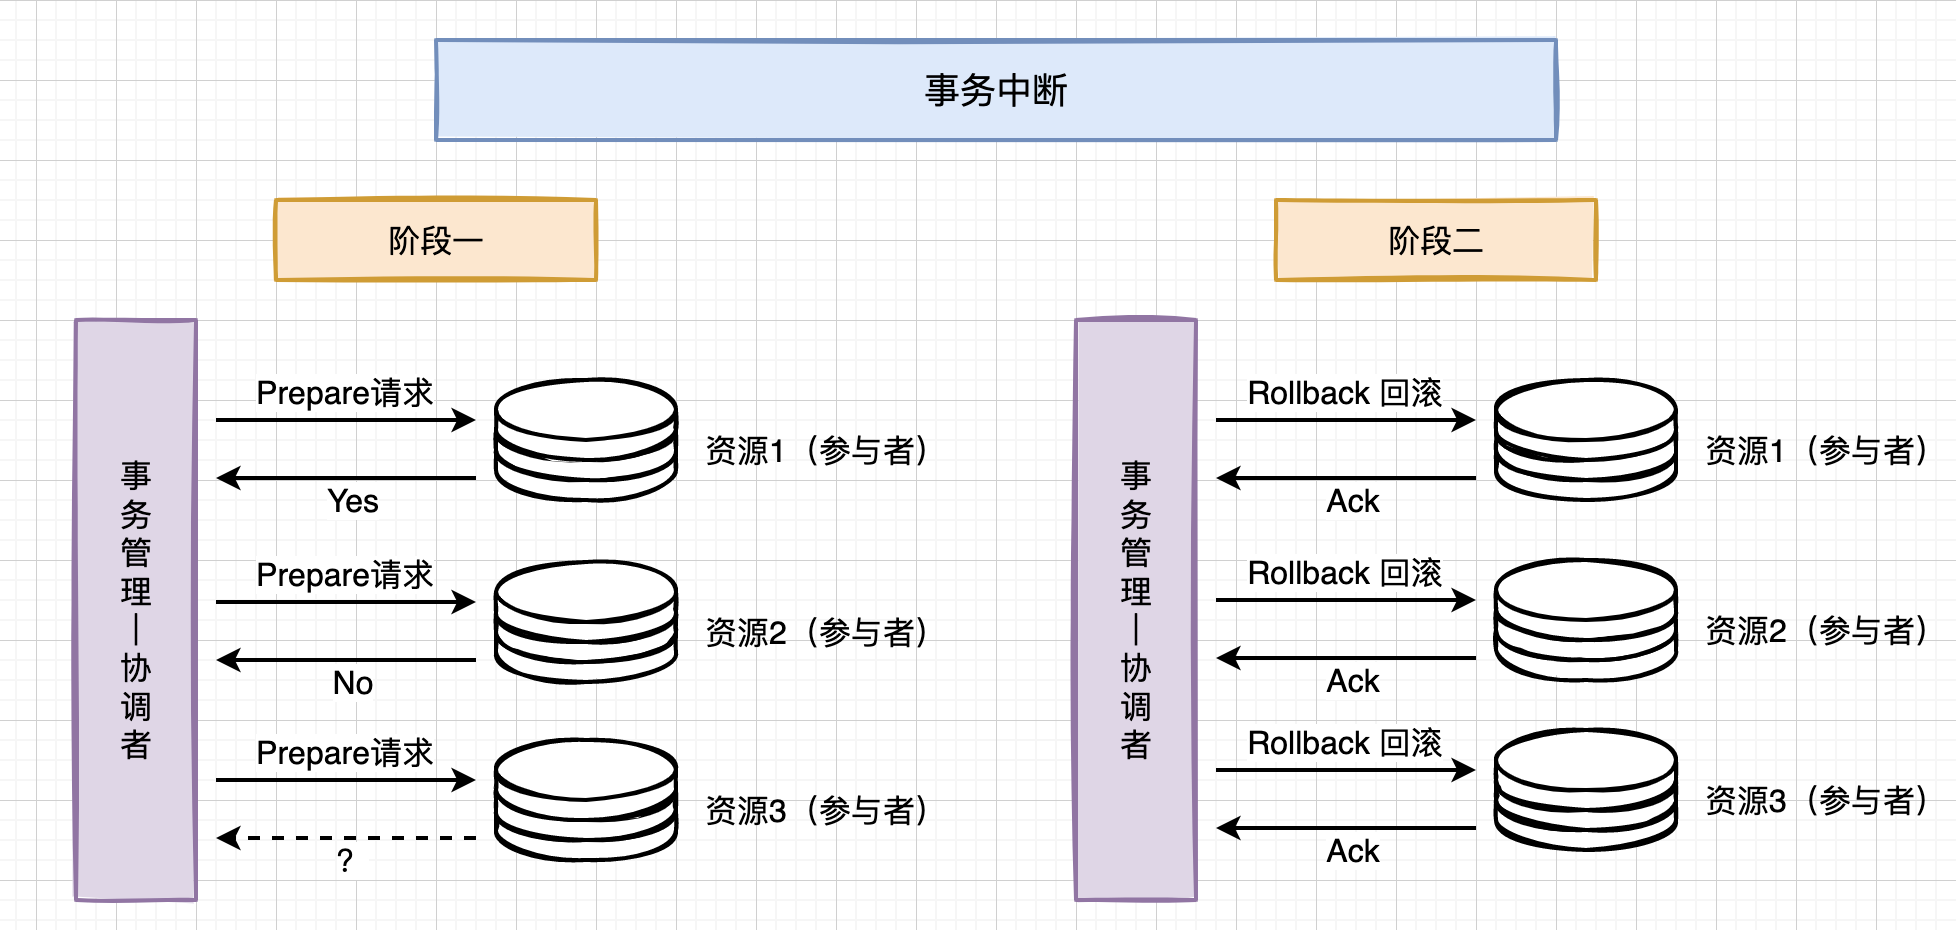 事务中断
阶段一
阶段二
事务管理—协调者
Prepare请求
Yes
资源1（参与者）
Prepare请求
No
资源2（参与者）
Prepare请求
?
资源3（参与者）
事务管理—协调者
Rollback 回滚
Ack
资源1（参与者）
Rollback 回滚
Ack
资源2（参与者）
Rollback 回滚
Ack
资源3（参与者）